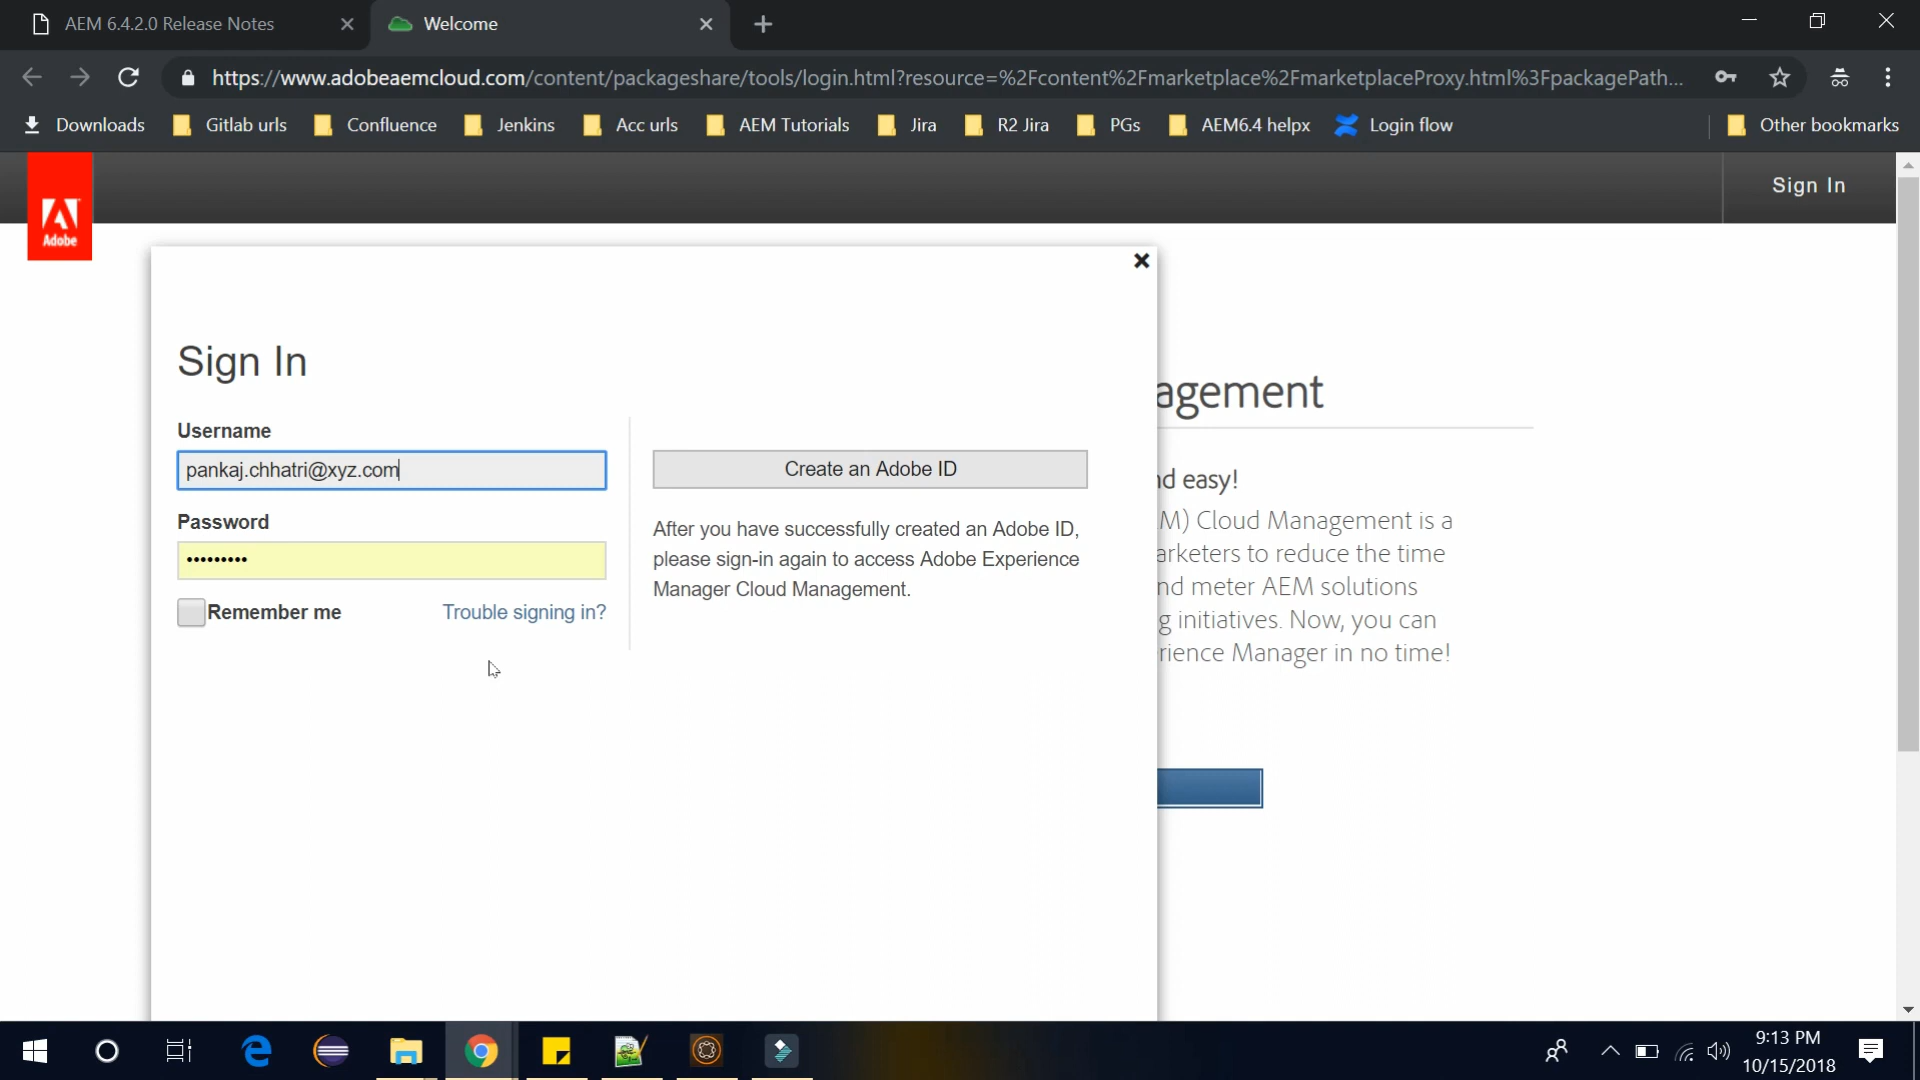 AEM 6.4.2.0 Release Notes
Welcome
https://www.adobeaemcloud.com/content/packageshare/tools/login.html?resource=%2Fcontent%2Fmarketplace%2FmarketplaceProxy.html%3FpackagePath...
Downloads Gitlab urls Confluence Jenkins Acc urls AEM Tutorials Jira R2 Jira PGs AEM6.4 helpx Login flow Other bookmarks
Adobe
Sign In
Sign In
Username
pankaj.chhatri@xyz.com
Password
Remember me
Trouble signing in?
Create an Adobe ID
After you have successfully created an Adobe ID,
please sign-in again to access Adobe Experience
Manager Cloud Management.
agement
nd easy!
M) Cloud Management is a
arketers to reduce the time
nd meter AEM solutions
g initiatives. Now, you can
rience Manager in no time!
9:13 PM
10/15/2018